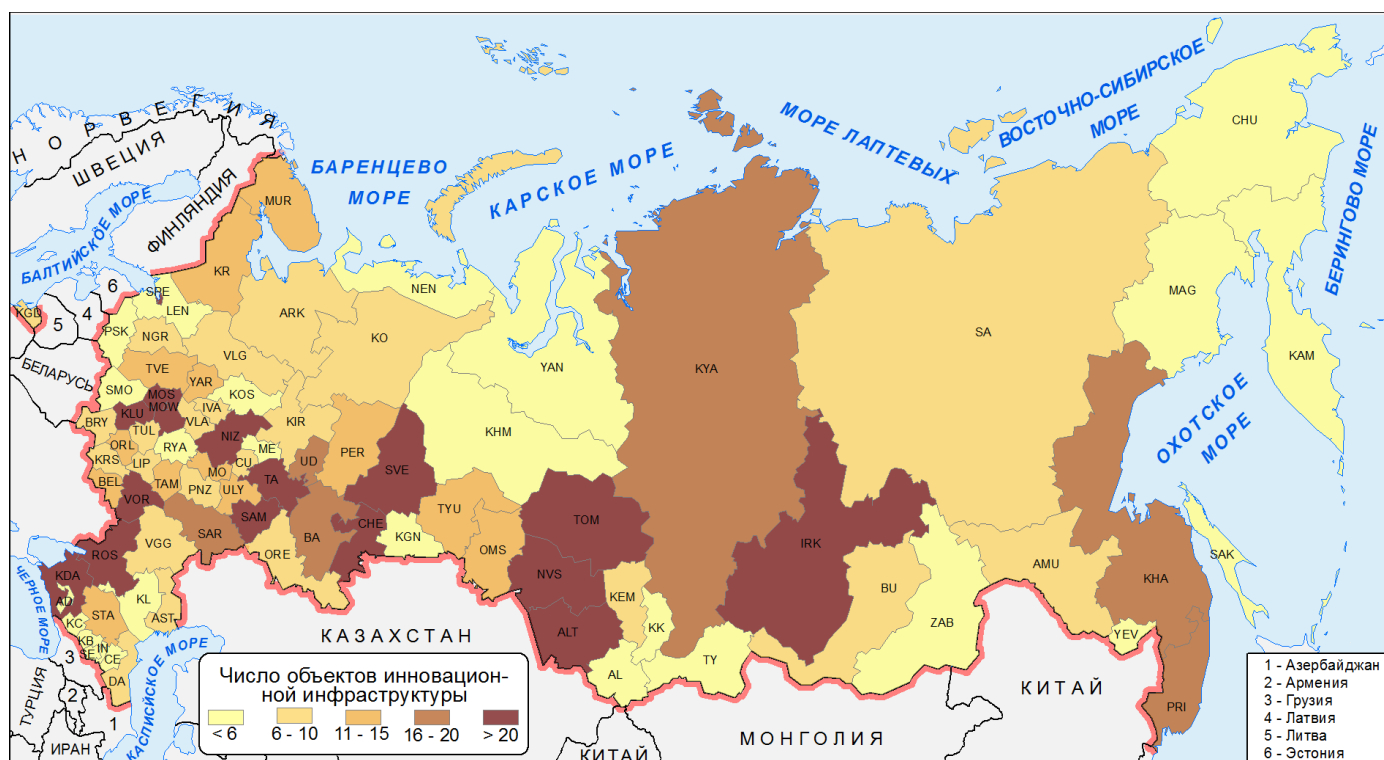 НОРВЕГИЯ
ШВЕЦИЯ
ФИНЛЯНДИЯ
БАЛТИЙСКОЕ МОРЕ
БАРЕНЦЕВО
МОРЕ
КАРСКОЕ МОРЕ
МОРЕ ЛАПТЕВЫХ
ВОСТОЧНО-СИБИРСКОЕ
МОРЕ
БЕРИНГОВО МОРЕ
ОХОТСКОЕ
МОРЕ
CHU
MUR
KR
NEN
MAG
KAM
SA
KYA
YAN
KHM
KO
ARK
6
SPE
LEN
KGD
5
4
PSK
NGR
VLG
БЕЛАРУСЬ
TVE
YAR
KOS
SMO
MOS
MOW
KLU
IVA
VLA
KIR
BRY
TUL
NIZ
ORL
RYA
ME
UD
PER
SVE
KRS
LIP
MO
CU
TA
BEL
TAM
PNZ
ULY
VOR
SAM
SAR
BA
CHE
KGN
TYU
OMS
TOM
NVS
ALT
KEM
KK
AL
TY
IRK
BU
ZAB
AMU
YEV
KHA
SAK
PRI
ROS
VGG
ORE
KDA
AD
KL
STA
AST
KC
KB
SE
IN
CE
DA
3
2
1
ЧЕРНОЕ МОРЕ
КАСПИЙСКОЕ МОРЕ
ТУРЦИЯ
ИРАН
КАЗАХСТАН
КИТАЙ
МОНГОЛИЯ
КИТАЙ
Число объектов инновацион-
ной инфраструктуры
< 6
6 - 10
11 - 15
16 - 20
> 20
1 - Азербайджан
2 - Армения
3 - Грузия
4 - Латвия
5 - Литва
6 - Эстония